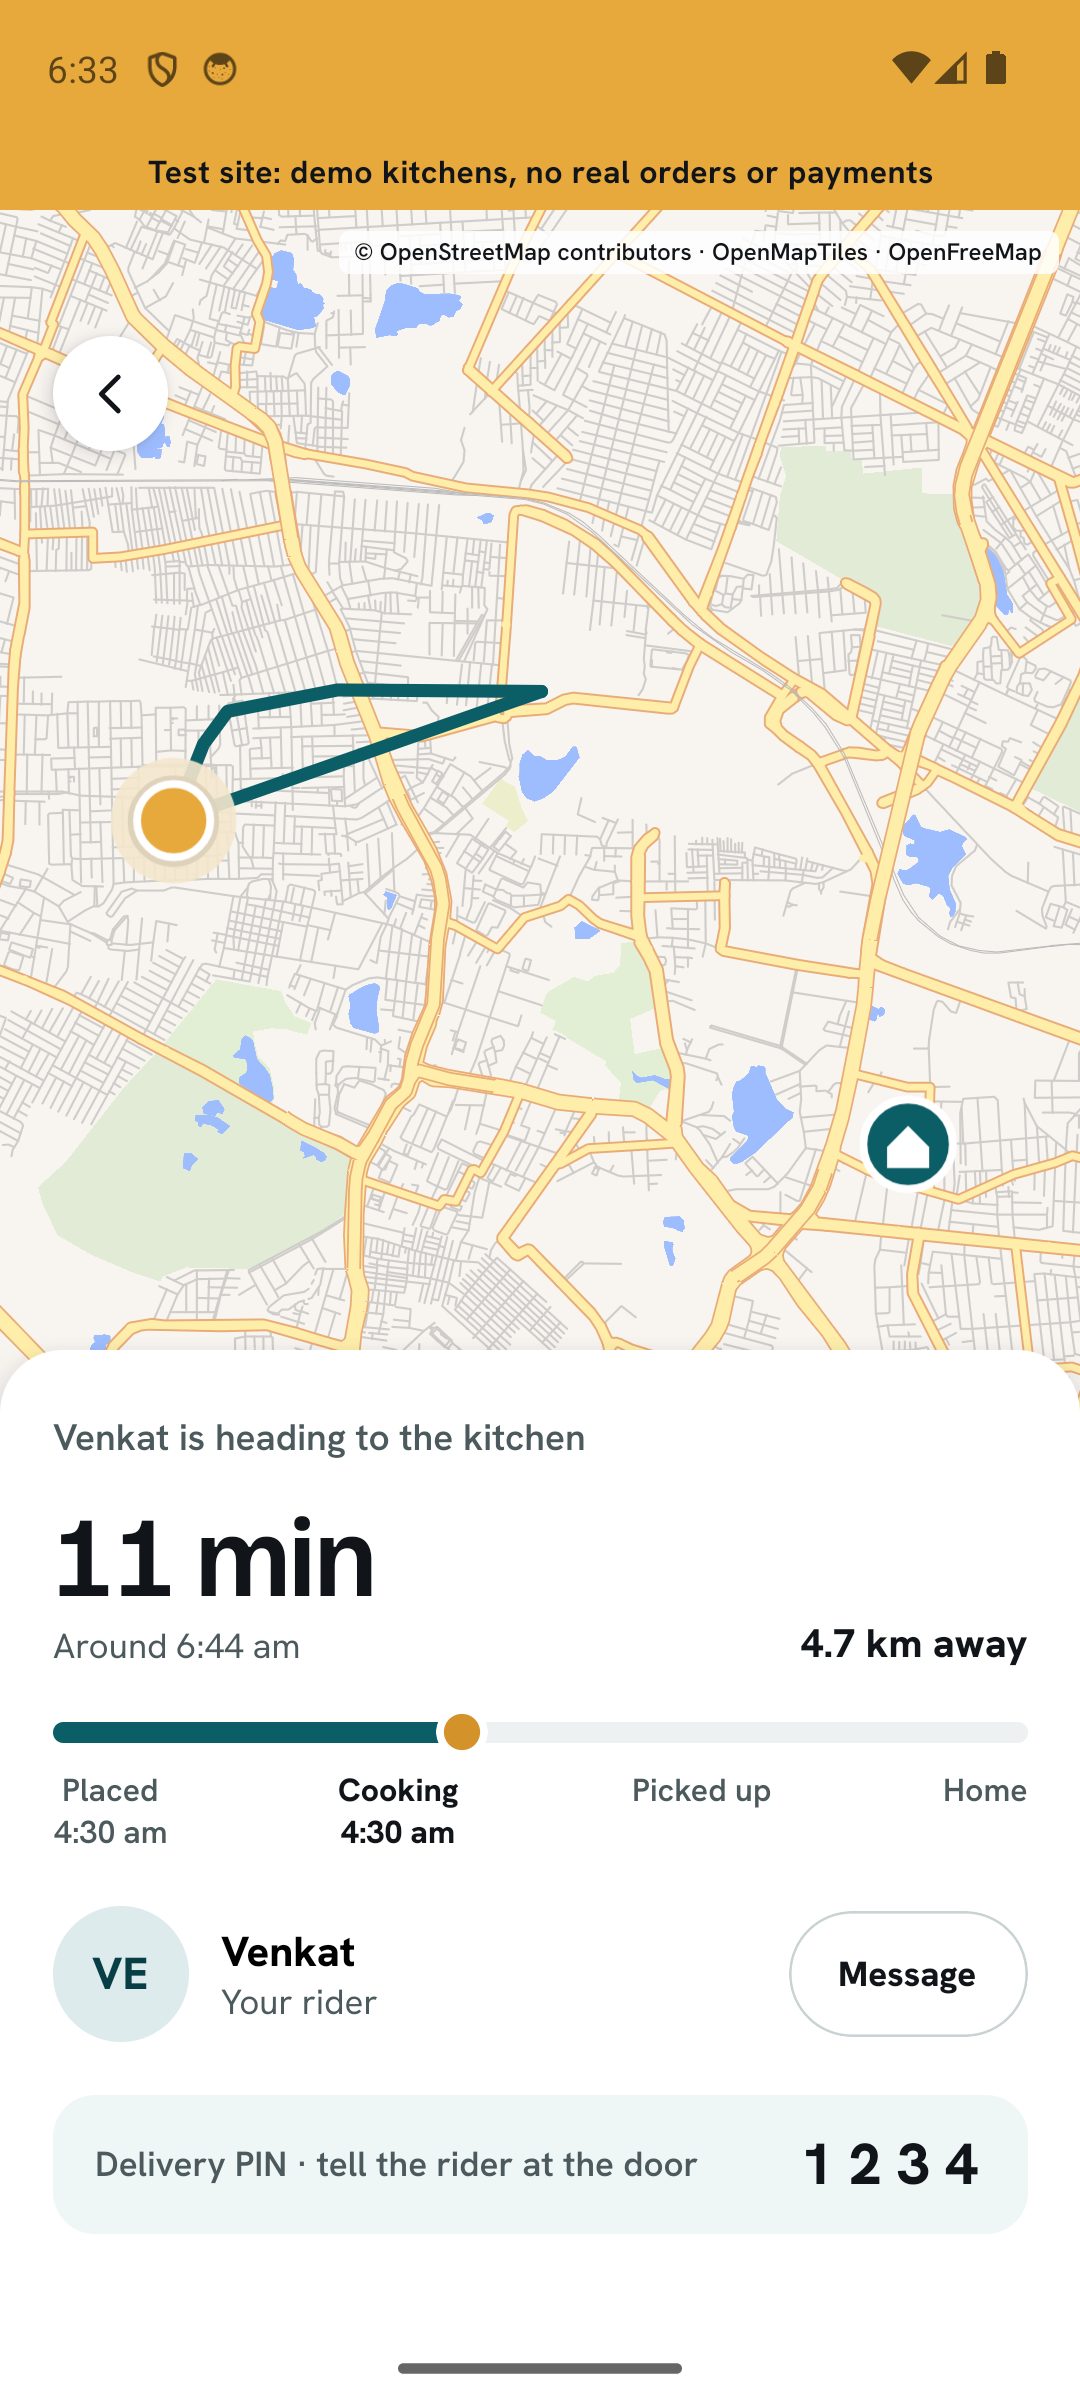 6:33
Test site: demo kitchens, no real orders or payments
© OpenStreetMap contributors · OpenMapTiles · OpenFreeMap
Venkat is heading to the kitchen
11 min
Around 6:44 am
4.7 km away
Placed
4:30 am
Cooking
4:30 am
Picked up
Home
VE
Venkat
Your rider
Message
Delivery PIN · tell the rider at the door
1 2 3 4